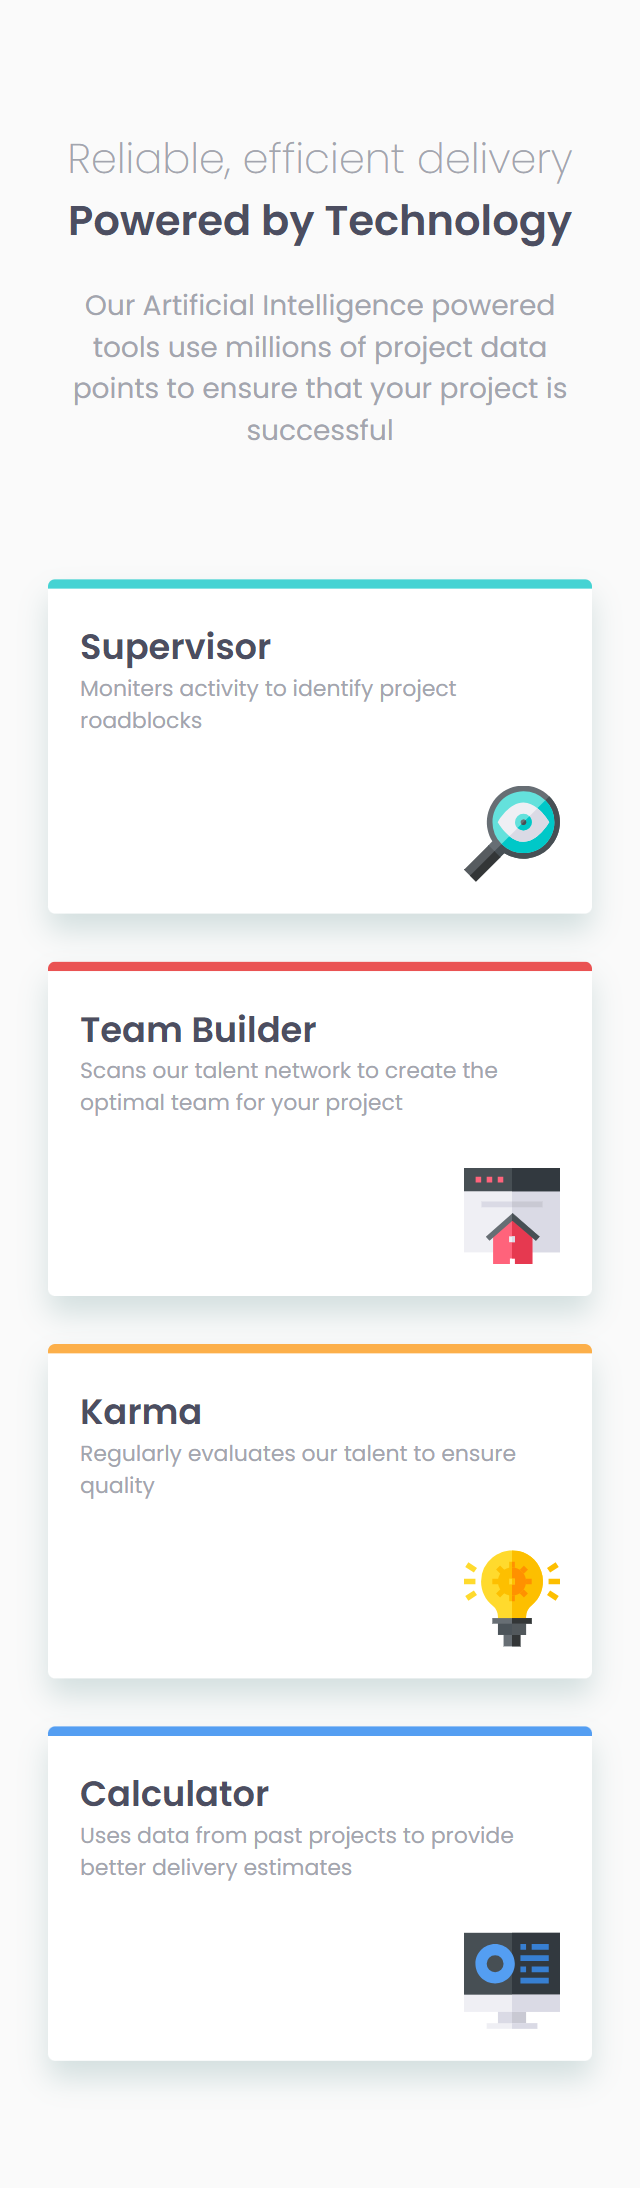 Reliable, efficient delivery
Powered by Technology
Our Artificial Intelligence powered
tools use millions of project data
points to ensure that your project is
successful
Supervisor
Moniters activity to identify project
roadblocks
Team Builder
Scans our talent network to create the
optimal team for your project
Karma
Regularly evaluates our talent to ensure
quality
Calculator
Uses data from past projects to provide
better delivery estimates